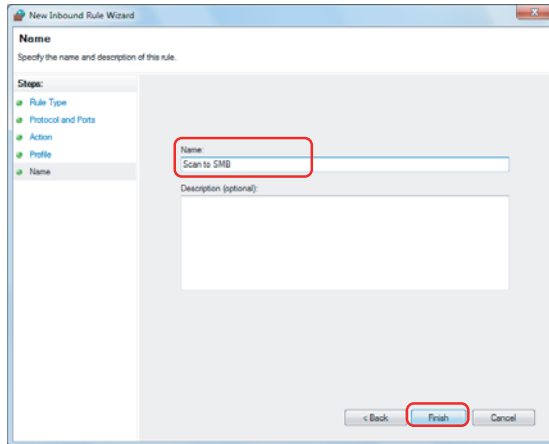 New Inbound Rule Wizard
Name
Specify the name and description of this rule.
Steps:
Rule Type
Protocol and Ports
Action
Profile
Name
Name:
Scan to SMB
Description (optional):
< Back
Finish
Cancel